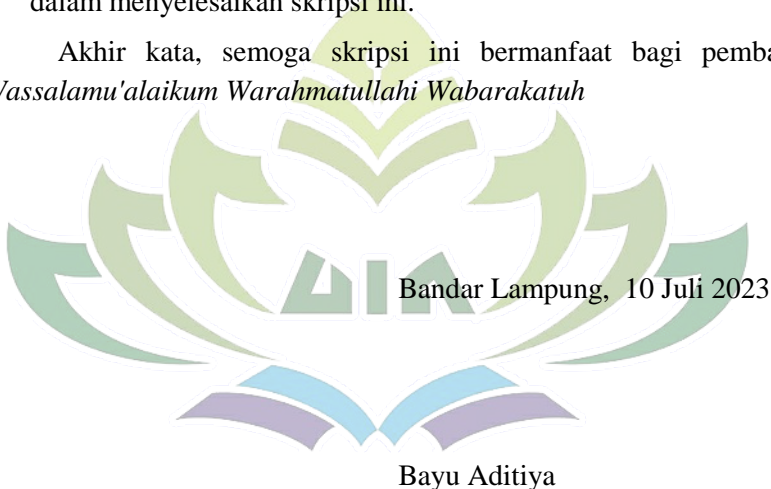 dalam menyelesaikan skripsi ini.
Akhir kata, semoga skripsi ini bermanfaat bagi
Wassalamu'alaikum Warahmatullahi Wabarakatuh
UIN
Bandar Lampung, 10 Juli 2023
Bayu Aditiya